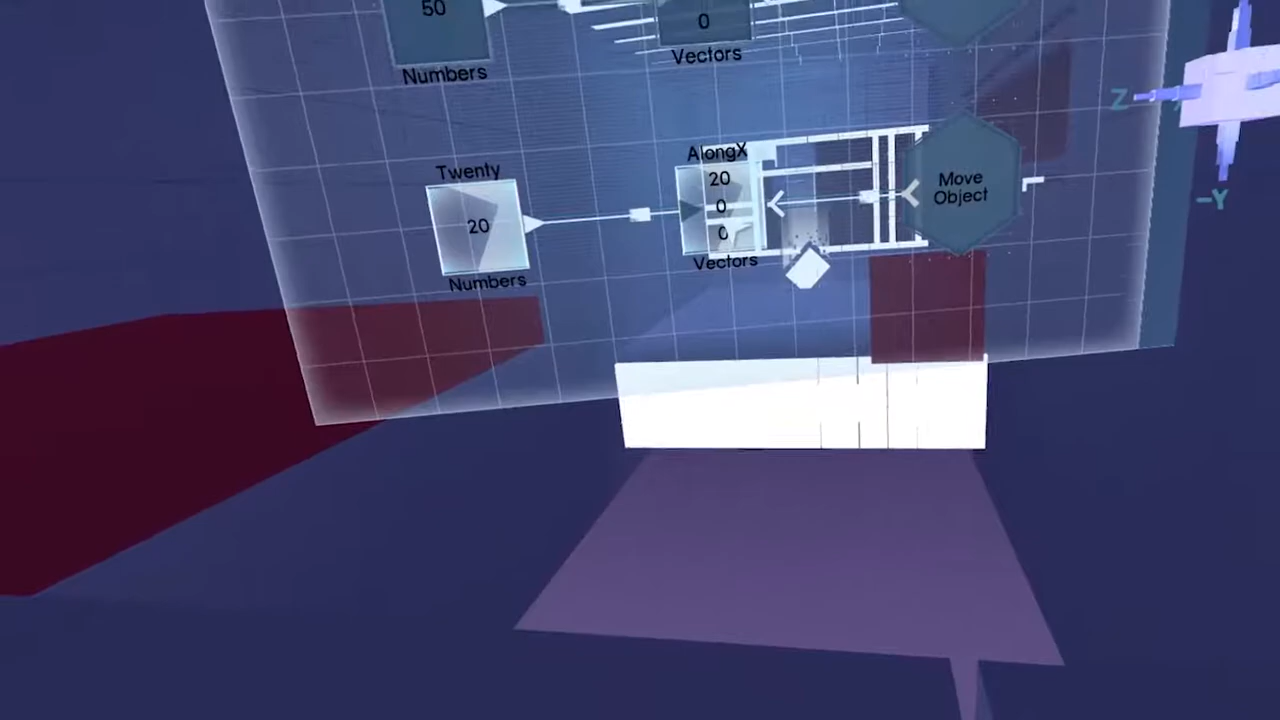 50
Numbers
0
Vectors
Z
-Y
Twenty
20
Numbers
AlongX
20
0
0
Vectors
Move
Object